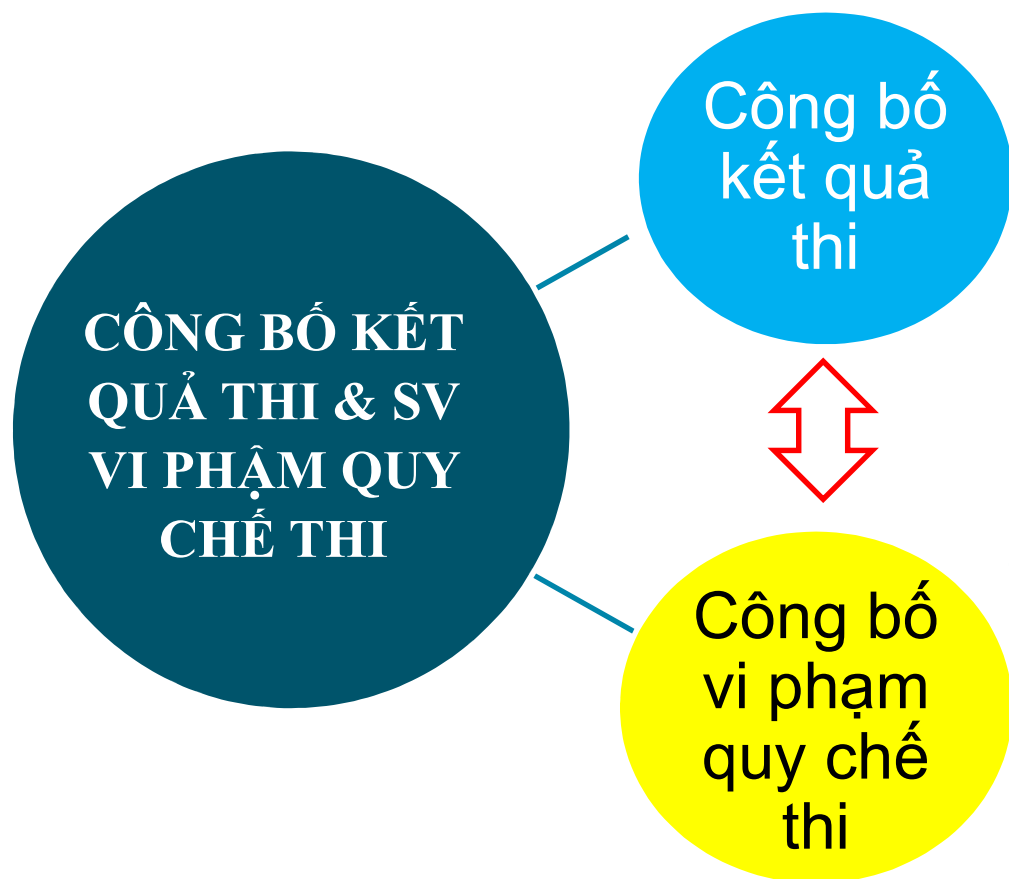 CÔNG BỐ KẾT
QUẢ THI & SV
VI PHẬM QUY
CHẾ THI
Công bố
kết quả
thi
Công bố
vi phạm
quy chế
thi